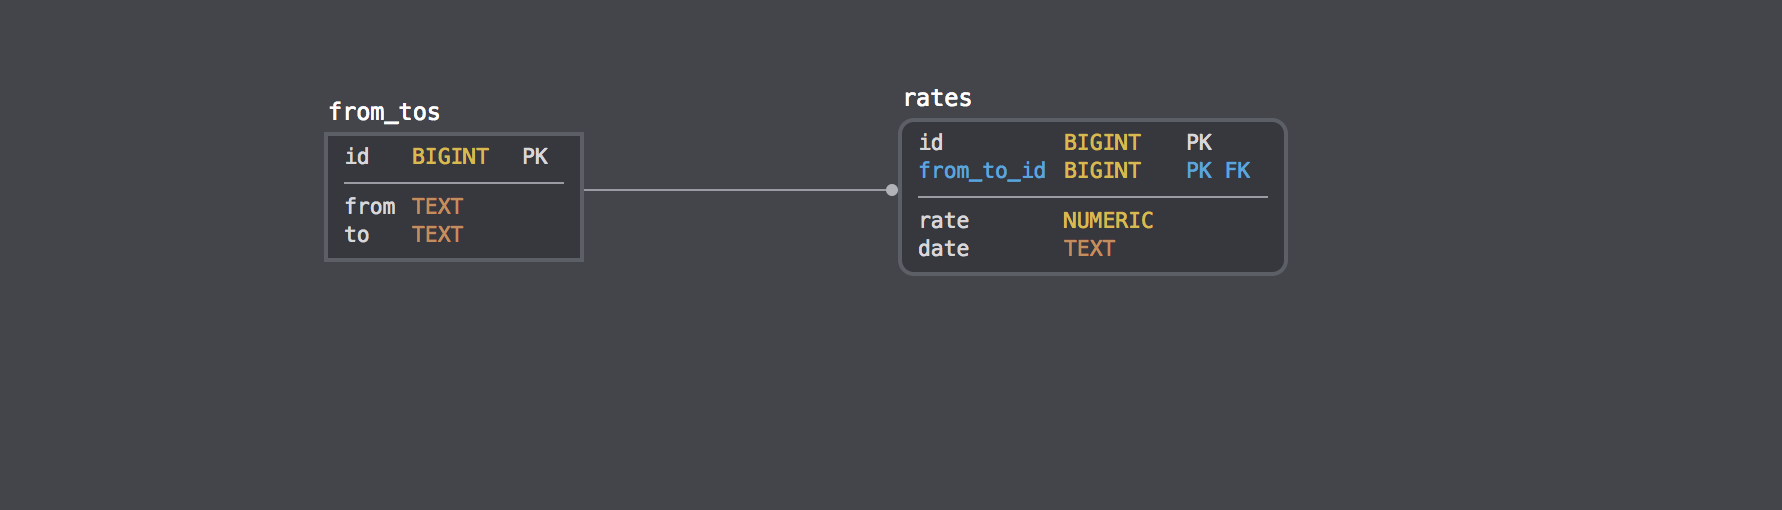 from_tos
id BIGINT PK
from TEXT
to TEXT
rates
id BIGINT PK
from_to_id BIGINT PK FK
rate NUMERIC
date TEXT